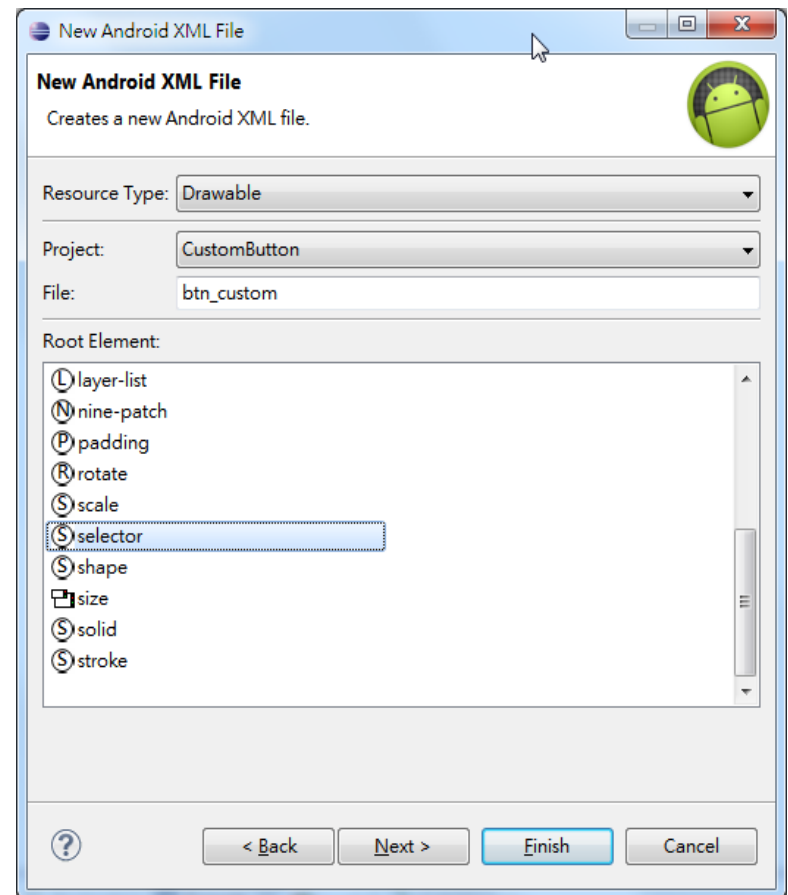 New Android XML File
New Android XML File
Creates a new Android XML file.
Resource Type: Drawable
Project: CustomButton
File: btn_custom
Root Element:
L layer-list
N nine-patch
P padding
R rotate
S scale
S selector
S shape
size
S solid
S stroke
? < Back Next > Finish Cancel